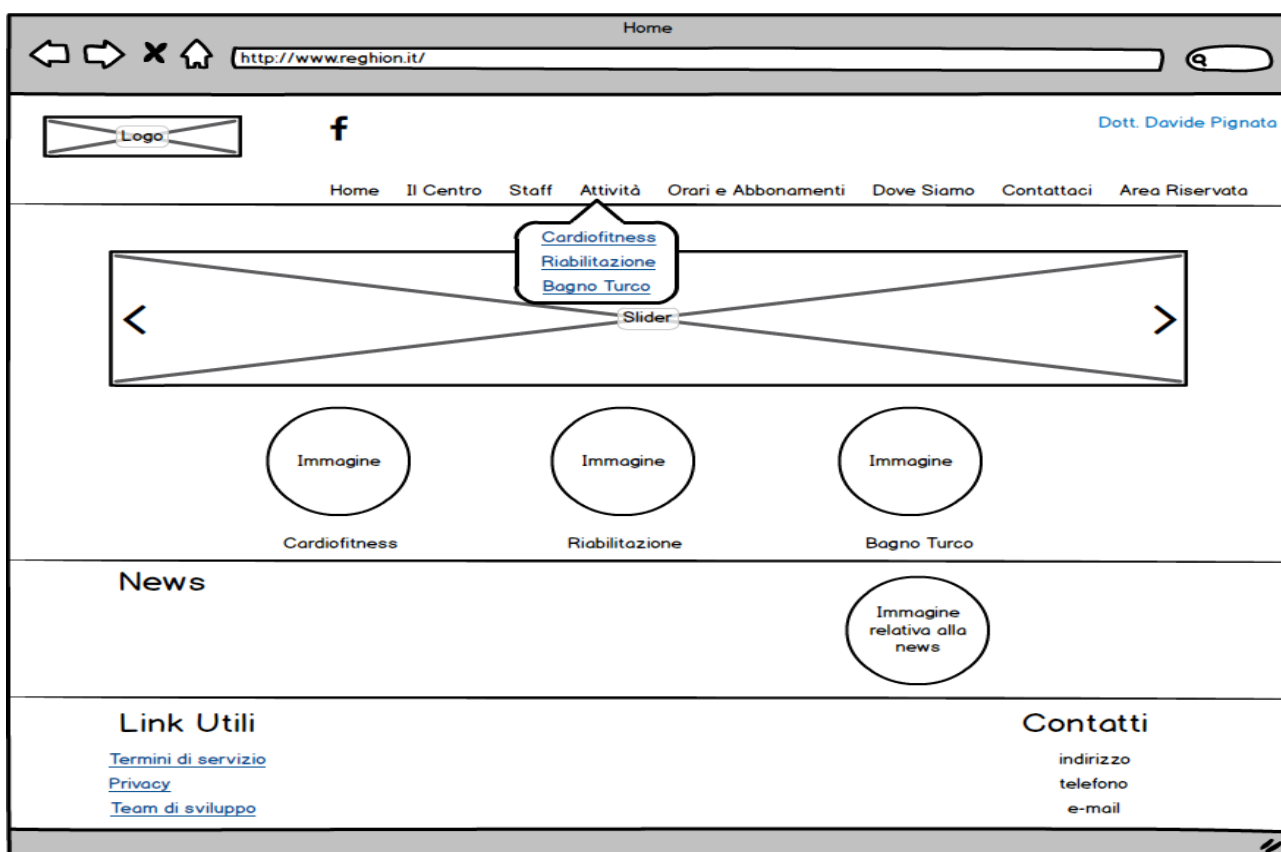 Home
http://www.reghion.it/
Logo
f
Dott. Davide Pignata
Home Il Centro Staff Attività Orari e Abbonamenti Dove Siamo Contattaci Area Riservata
Cardiofitness
Riabilitazione
Bagno Turco
Slider
Immagine Immagine Immagine
Cardiofitness Riabilitazione Bagno Turco
News
Immagine
relativa alla
news
Link Utili
Termini di servizio
Privacy
Team di sviluppo
Contatti
indirizzo
telefono
e-mail